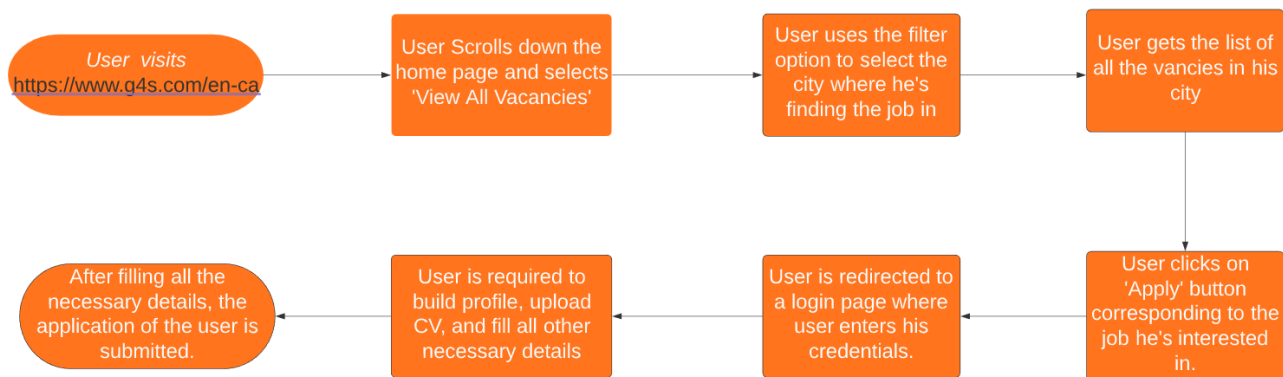 User visits
https://www.g4s.com/en-ca
User Scrolls down the
home page and selects
'View All Vacancies'
User uses the filter
option to select the
city where he's
finding the job in
User gets the list of
all the vancies in his
city
User clicks on
'Apply' button
corresponding to the
job he's interested
in.
User is redirected to
a login page where
user enters his
credentials.
User is required to
build profile, upload
CV, and fill all other
necessary details
After filling all the
necessary details, the
application of the user is
submitted.